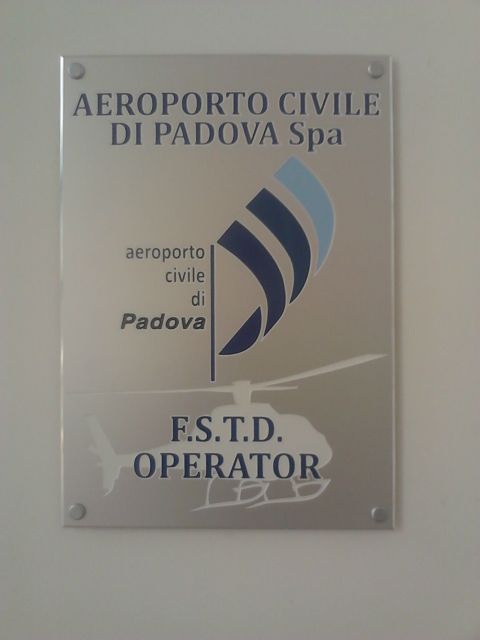 AEROPORTO CIVILE
DI PADOVA Spa
aeroporto
civile
di
Padova
F.S.T.D.
OPERATOR